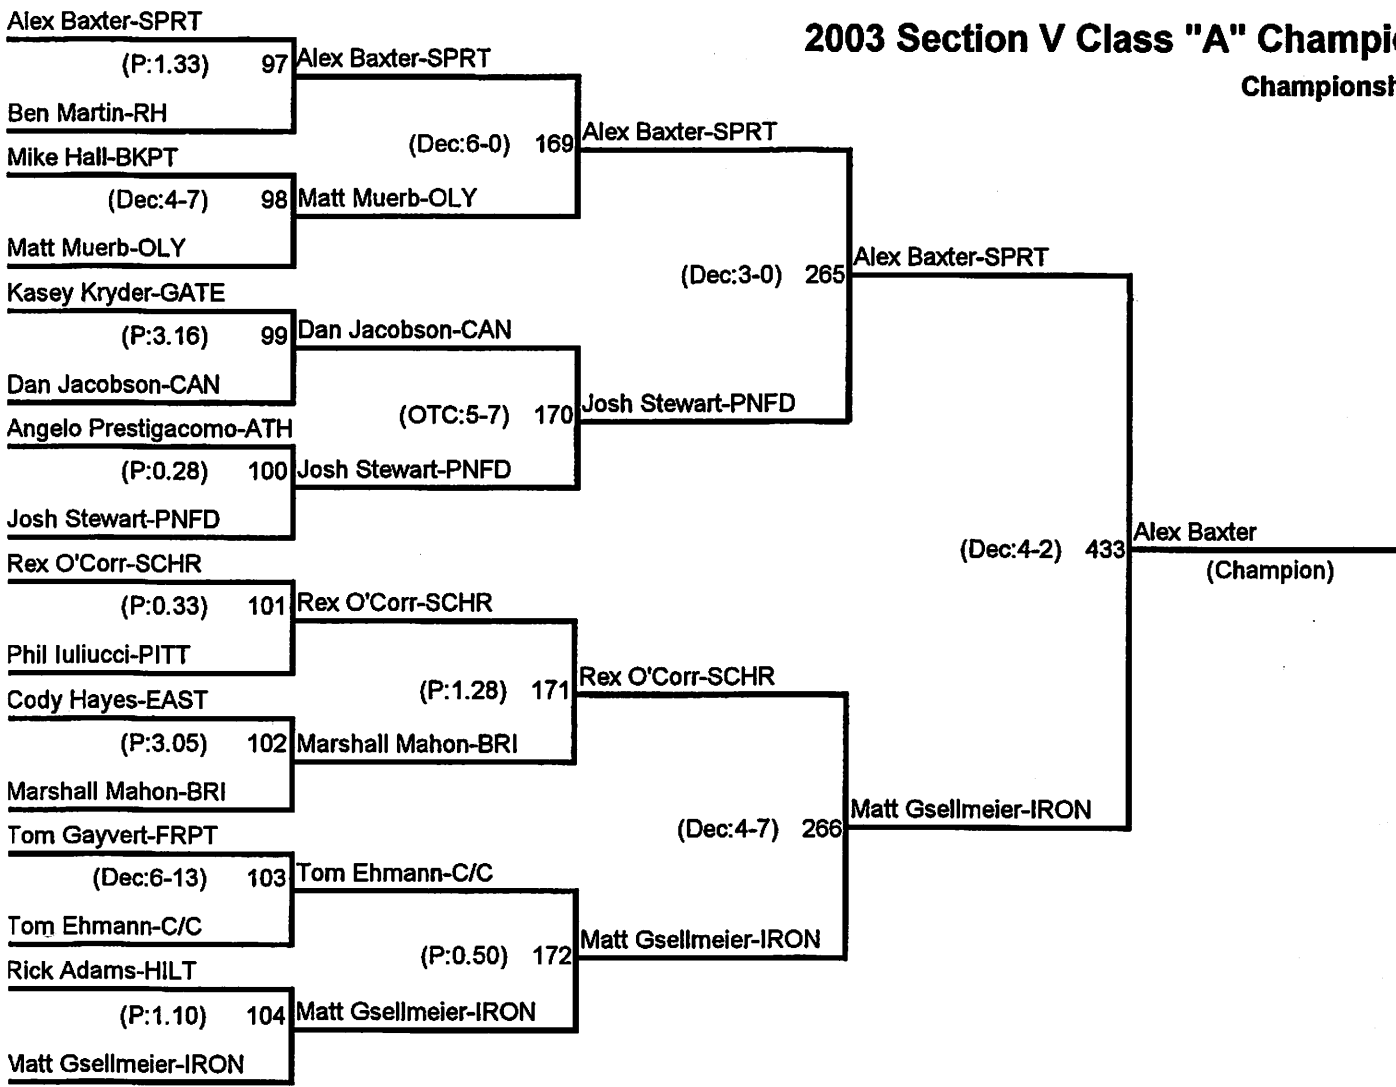 Alex Baxter-SPRT
2003 Section V Class "A" Champi
(P:1.33) 97 Alex Baxter-SPRT
Championsh
Ben Martin-RH
(Dec:6-0) 169 Alex Baxter-SPRT
Mike Hall-BKPT
(Dec:4-7) 98 Matt Muerb-OLY
Matt Muerb-OLY
(Dec:3-0) 265 Alex Baxter-SPRT
Kasey Kryder-GATE
(P:3.16) 99 Dan Jacobson-CAN
Dan Jacobson-CAN
(OTC:5-7) 170 Josh Stewart-PNFD
Angelo Prestigacomo-ATH
(P:0.28) 100 Josh Stewart-PNFD
Josh Stewart-PNFD
(Dec:4-2) 433 Alex Baxter
(Champion)
Rex O'Corr-SCHR
(P:0.33) 101 Rex O'Corr-SCHR
Phil Iuliucci-PITT
(P:1.28) 171 Rex O'Corr-SCHR
Cody Hayes-EAST
(P:3.05) 102 Marshall Mahon-BRI
Marshall Mahon-BRI
(Dec:4-7) 266 Matt Gsellmeier-IRON
Tom Gayvert-FRPT
(Dec:6-13) 103 Tom Ehmann-C/C
Tom Ehmann-C/C
(P:0.50) 172 Matt Gsellmeier-IRON
Rick Adams-HILT
(P:1.10) 104 Matt Gsellmeier-IRON
Matt Gsellmeier-IRON